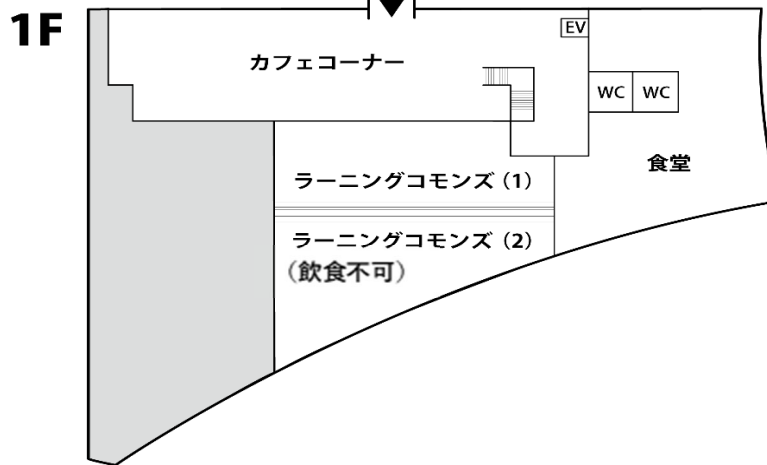 1F
EV
カフェコーナー
WC WC
食堂
ラーニングコモンズ（1）
ラーニングコモンズ（2）
（飲食不可）